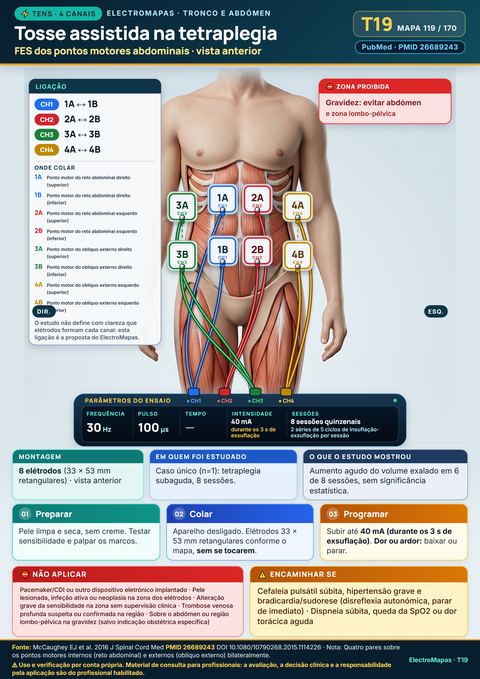 TENS · 4 CANAIS
ELECTROMAPAS · TRONCO E ABDÓMEN
Tosse assistida na tetraplegia
FES dos pontos motores abdominais · vista anterior
T19 MAPA 119 / 170
PubMed · PMID 26689243
LIGAÇÃO
CH1 1A ↔ 1B
CH2 2A ↔ 2B
CH3 3A ↔ 3B
CH4 4A ↔ 4B
ONDE COLAR
1A Ponto motor do reto abdominal direito
(superior)
1B Ponto motor do reto abdominal direito
(inferior)
2A Ponto motor do reto abdominal esquerdo
(superior)
2B Ponto motor do reto abdominal esquerdo
(inferior)
3A Ponto motor do oblíquo externo direito
(superior)
3B Ponto motor do oblíquo externo direito
(inferior)
4A Ponto motor do oblíquo externo esquerdo
(superior)
4B Ponto motor do oblíquo externo esquerdo
DIR.
O estudo não define com clareza que
elétrodos formam cada canal: esta
ligação é a proposta do ElectroMapas.
ZONA PROIBIDA
Gravidez: evitar abdómen
e zona lombo-pélvica
3A
CH3
1A
CH1
2A
CH2
4A
CH4
3B
CH3
1B
CH1
2B
CH2
4B
CH4
ESQ.
CH1 CH2 CH3 CH4
PARÂMETROS DO ENSAIO
FREQUÊNCIA
30 Hz
PULSO
100 µs
TEMPO
—
INTENSIDADE
40 mA
durante os 3 s de
exsuflação
SESSÕES
8 sessões quinzenais
2 séries de 5 ciclos de insuflação-
exsuflação por sessão
MONTAGEM
8 elétrodos (33 × 53 mm
retangulares) · vista anterior
EM QUEM FOI ESTUDADO
Caso único (n=1): tetraplegia
subaguda, 8 sessões.
O QUE O ESTUDO MOSTROU
Aumento agudo do volume exalado em 6
de 8 sessões, sem significância
estatística.
01 Preparar
Pele limpa e seca, sem creme. Testar
sensibilidade e palpar os marcos.
02 Colar
Aparelho desligado. Elétrodos 33 ×
53 mm retangulares conforme o
mapa, sem se tocarem.
03 Programar
Subir até 40 mA (durante os 3 s de
exsuflação). Dor ou ardor: baixar ou
parar.
NÃO APLICAR
Pacemaker/CDI ou outro dispositivo electrónico implantado · Pele
lesionada, infeção ativa ou neoplasia na zona dos elétrodos · Alteração
grave da sensibilidade na zona sem supervisão clínica · Trombose venosa
profunda suspeita ou confirmada na região · Sobre o abdómen ou região
lombo-pélvica na gravidez (salvo indicação obstétrica específica)
ENCAMINHAR SE
Cefaleia pulsátil súbita, hipertensão grave e
bradicardia/sudorese (disreflexia autonómica, parar
de imediato) · Dispneia súbita, queda da SpO2 ou dor
torácica aguda
Fonte: McCaughey EJ et al. 2016 J Spinal Cord Med PMID 26689243 DOI 10.1080/10790268.2015.1114226 · Nota: Quatro pares sobre
os pontos motores internos (reto abdominal) e externos (oblíquo externo) bilateralmente.
Uso e verificação por conta própria. Material de consulta para profissionais: a avaliação, a decisão clínica e a responsabilidade
pela aplicação são do profissional habilitado.
ElectroMapas · TENS